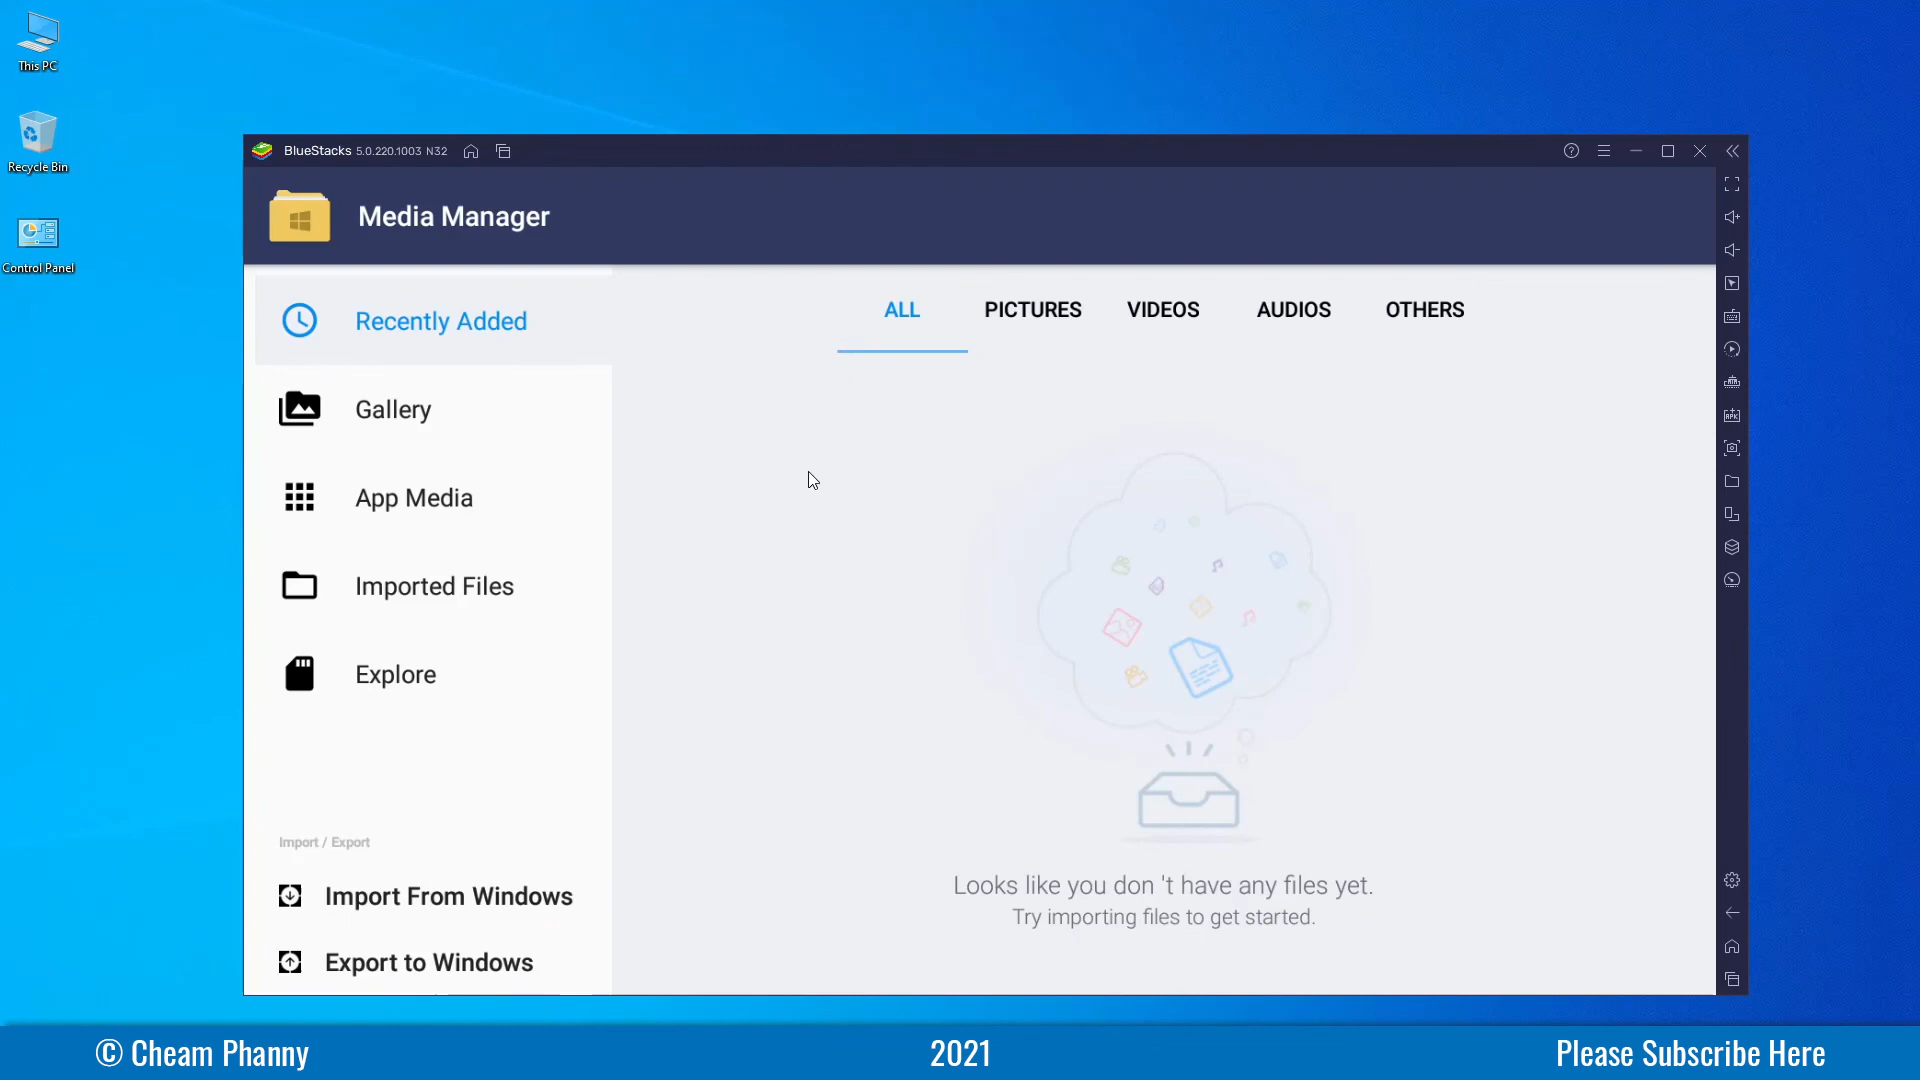 This PC
Recycle Bin
Control Panel
BlueStacks 5.0.220.1003 N32
Media Manager
Recently Added
Gallery
App Media
Imported Files
Explore
Import / Export
Import From Windows
Export to Windows
ALL PICTURES VIDEOS AUDIOS OTHERS
Looks like you don 't have any files yet.
Try importing files to get started.
© Cheam Phanny 2021 Please Subscribe Here